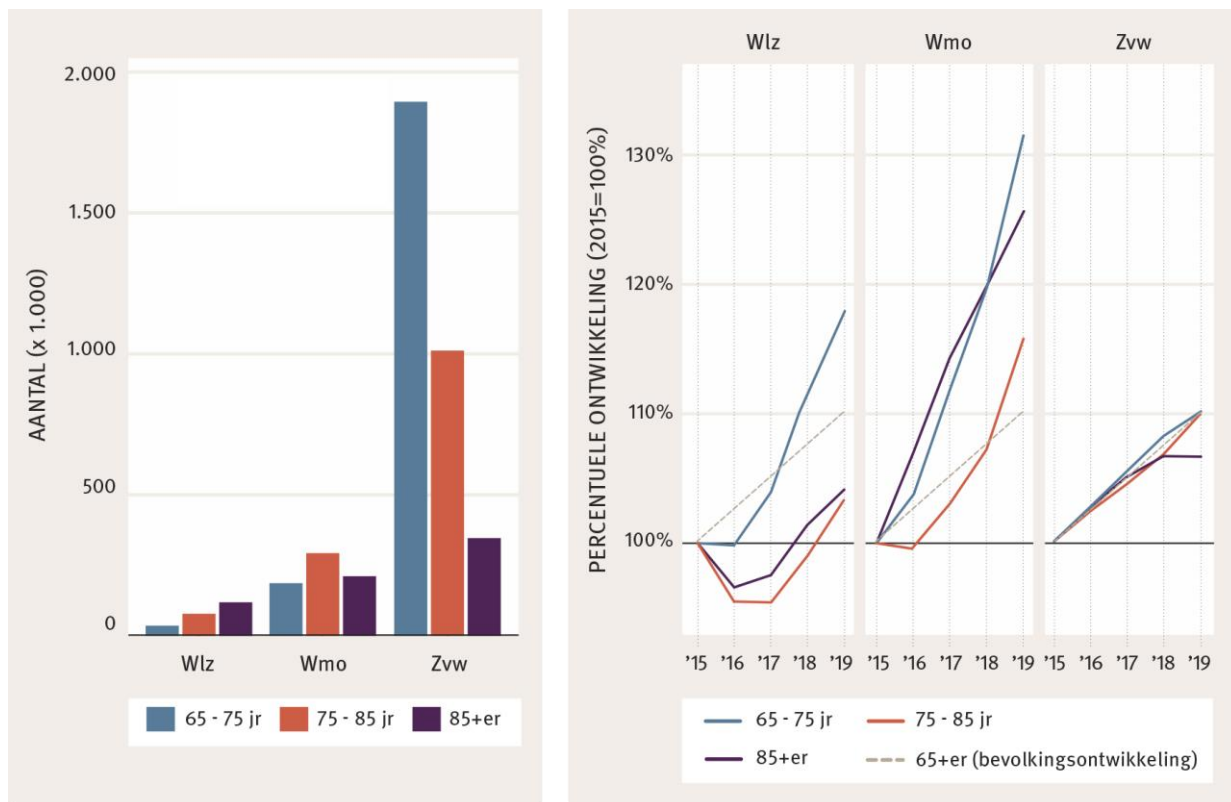 AANTAL (x 1.000)
2.000
1.500
1.000
500
0
Wlz Wmo Zvw
65 - 75 jr 75 - 85 jr 85+er
Wlz Wmo Zvw
PERCENTUELE ONTWIKKELING (2015=100%)
130%
120%
110%
100%
’15 ’16 ’17 ’18 ’19 ’15 ’16 ’17 ’18 ’19 ’15 ’16 ’17 ’18 ’19
65 - 75 jr 75 - 85 jr
85+er 65+er (bevolkingsontwikkeling)